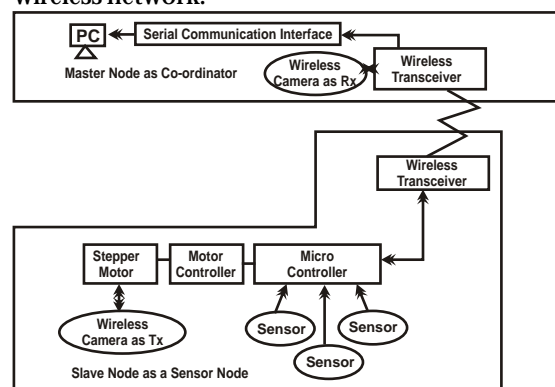 wireless network.
PC
Serial Communication Interface
Master Node as Co-ordinator
Wireless
Camera as Rx
Wireless
Transceiver
Wireless
Transceiver
Stepper
Motor
Motor
Controller
Micro
Controller
Wireless
Camera as Tx
Sensor
Sensor
Sensor
Slave Node as a Sensor Node